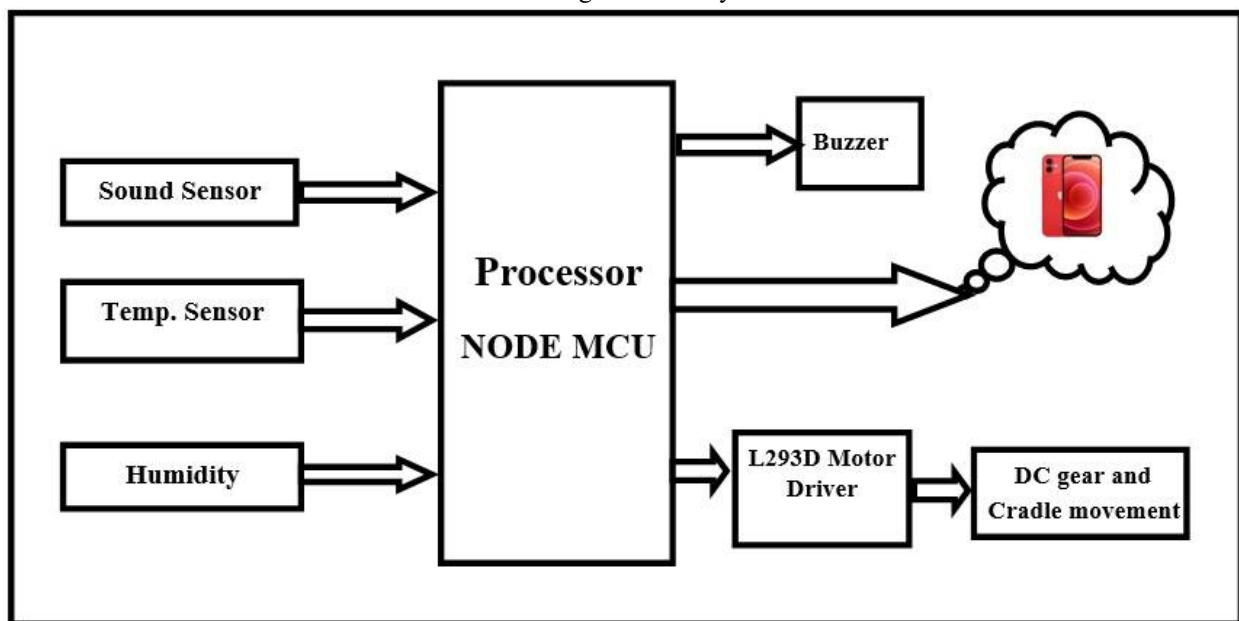 Sound Sensor
Temp. Sensor
Humidity
Processor
NODE MCU
Buzzer
L293D Motor
Driver
DC gear and
Cradle movement